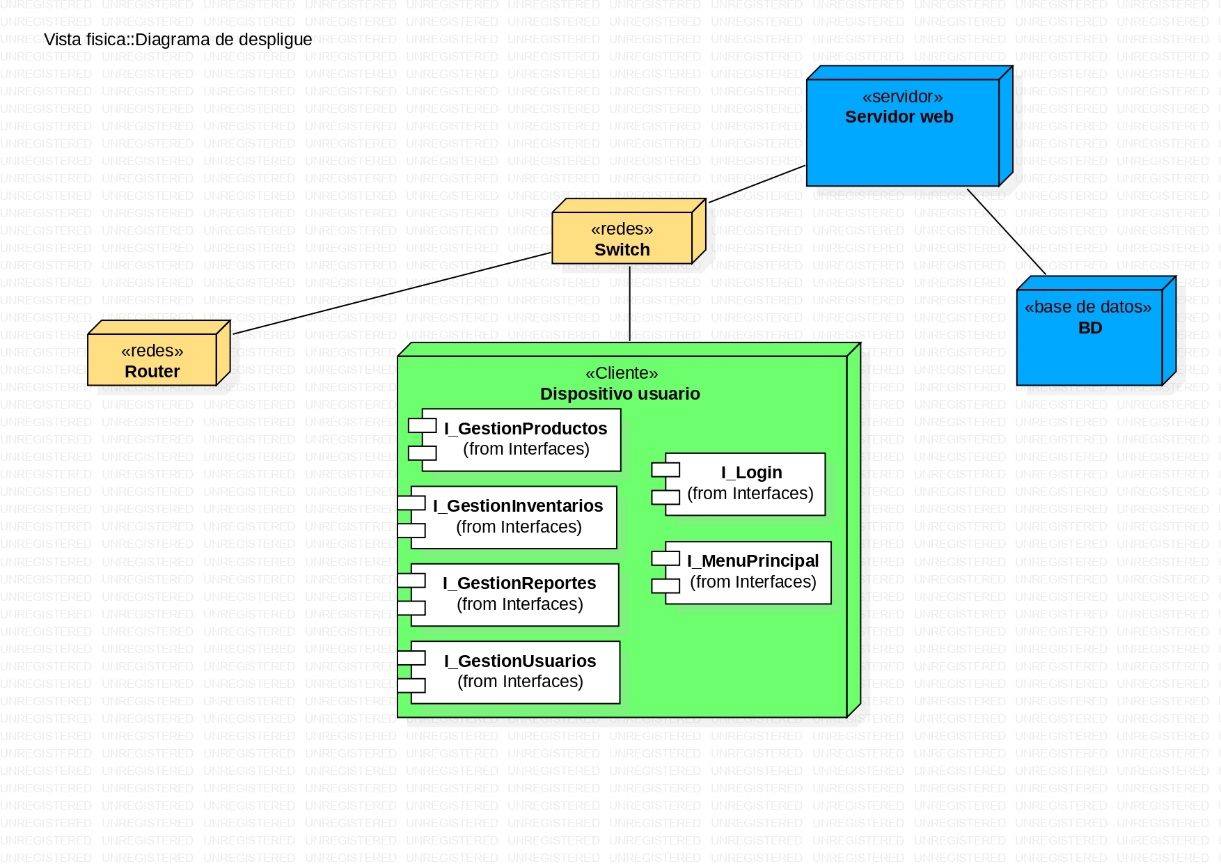 Vista fisica::Diagrama de despligue
«servidor»
Servidor web
«redes»
Switch
«base de datos»
BD
«redes»
Router
«Cliente»
Dispositivo usuario
I_GestionProductos
(from Interfaces)
I_Login
(from Interfaces)
I_GestionInventarios
(from Interfaces)
I_MenuPrincipal
(from Interfaces)
I_GestionReportes
(from Interfaces)
I_GestionUsuarios
(from Interfaces)
UNREGISTERED